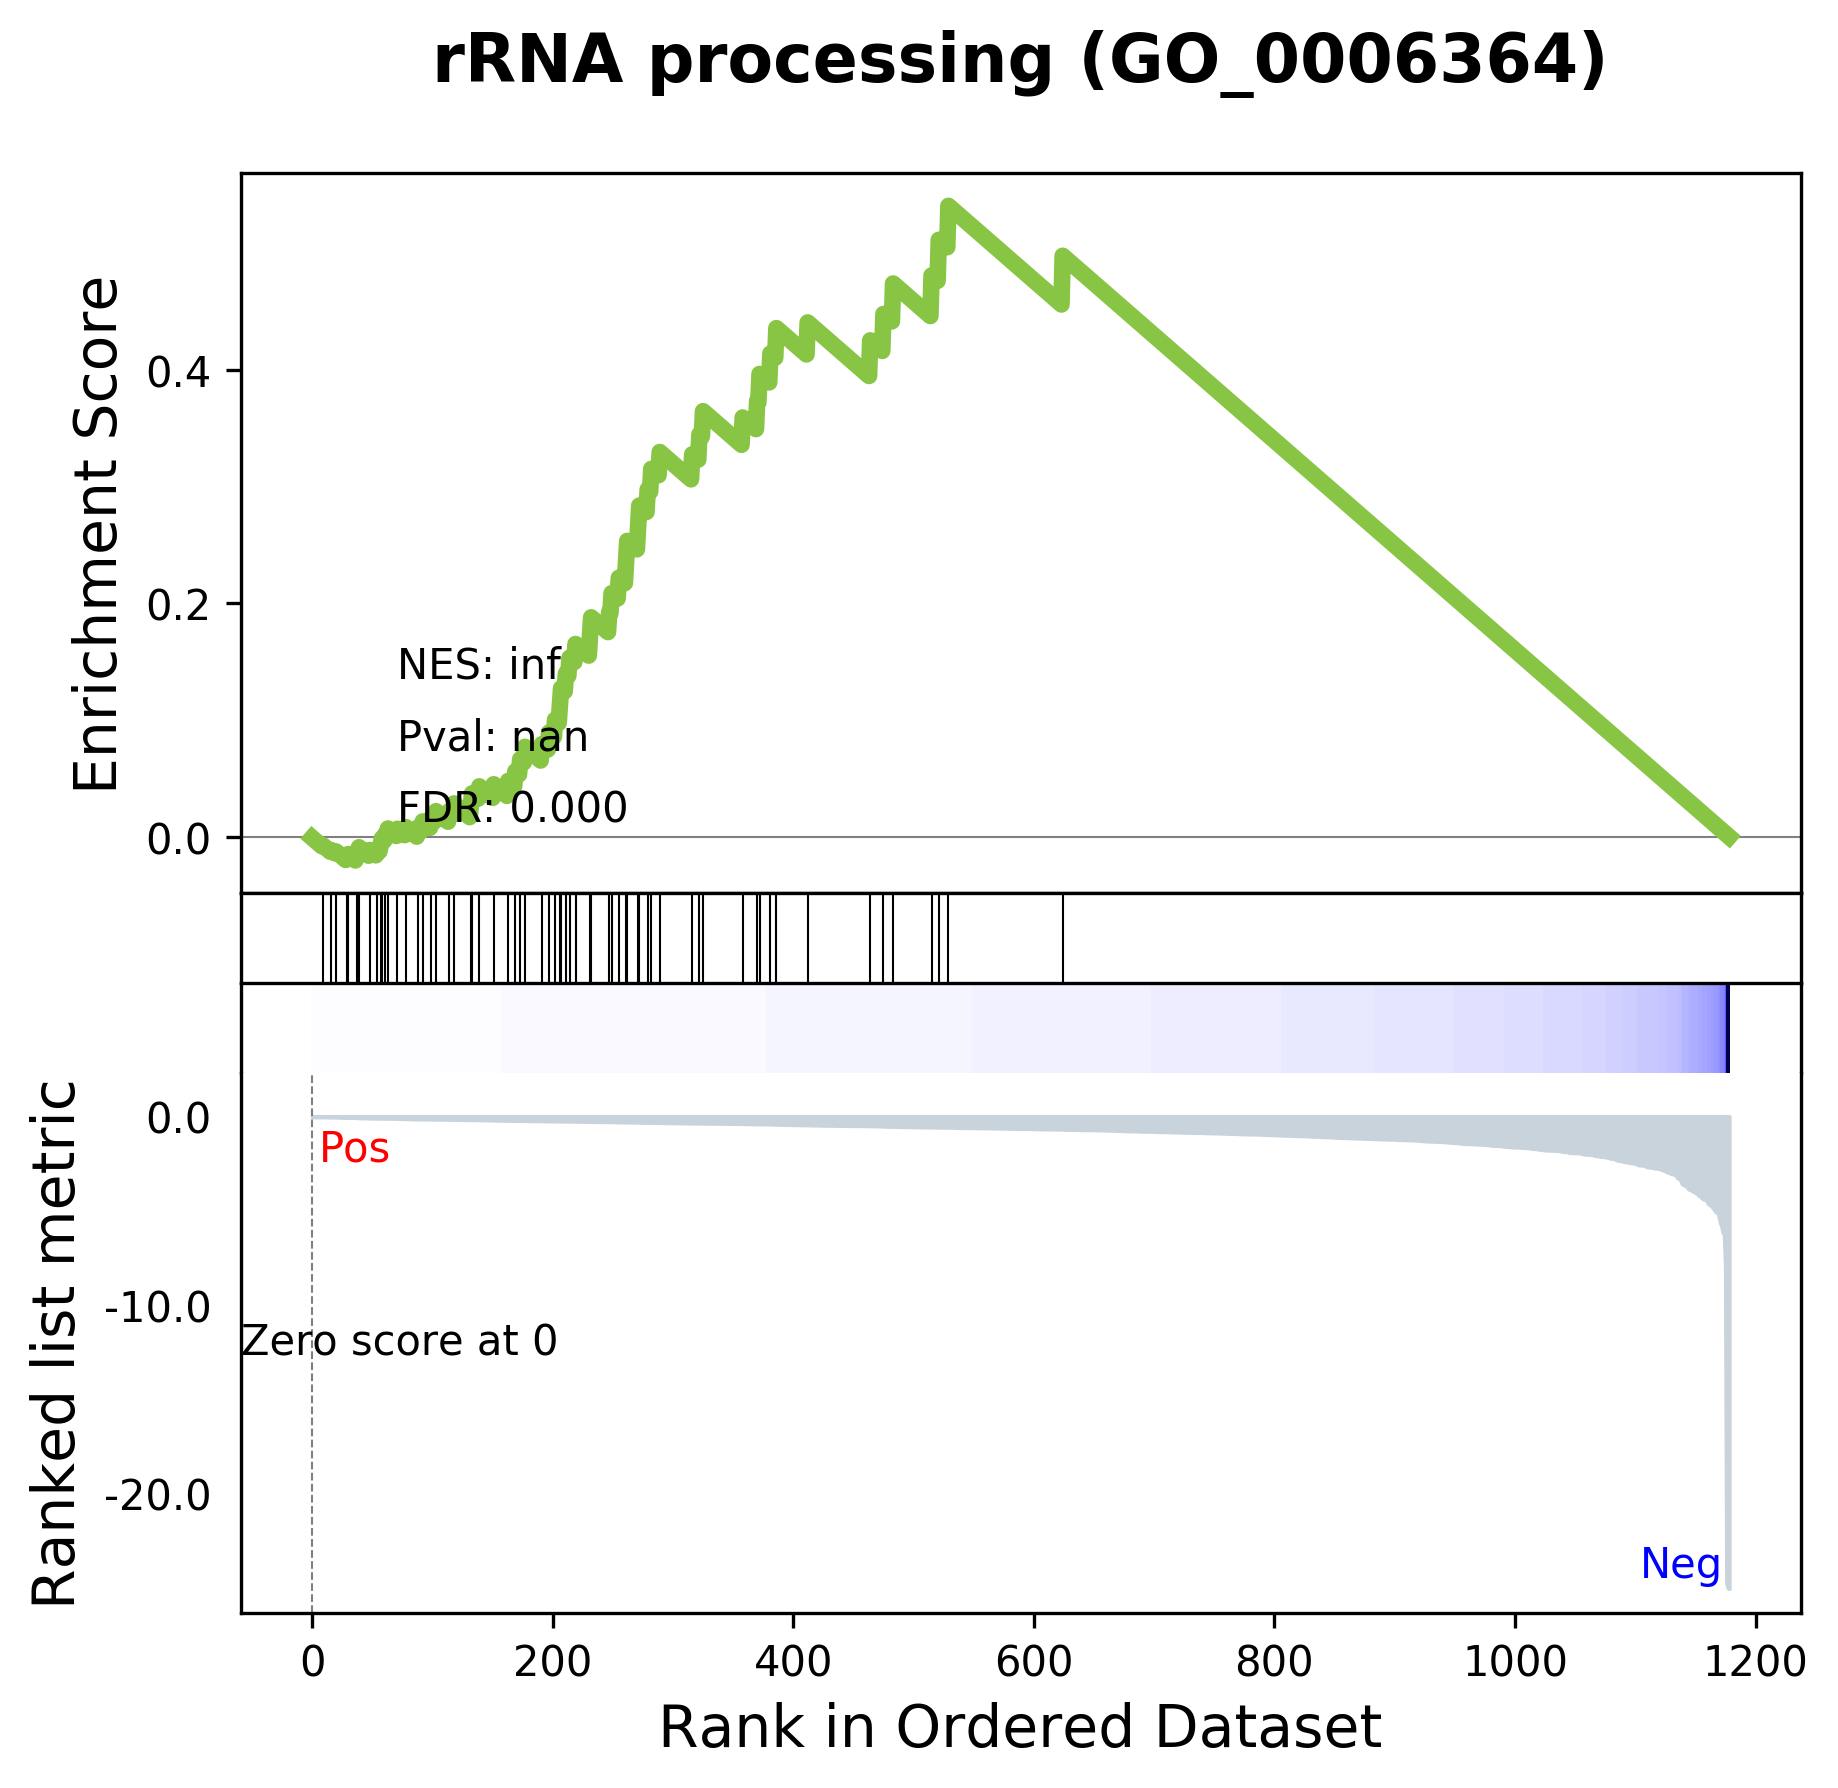 rRNA processing (GO_0006364)
Enrichment Score
0.4
0.2
0.0
NES: inf
Pval: nan
FDR: 0.000
Ranked list metric
0.0
-10.0
-20.0
Pos
Zero score at 0
Neg
0 200 400 600 800 1000 1200
Rank in Ordered Dataset